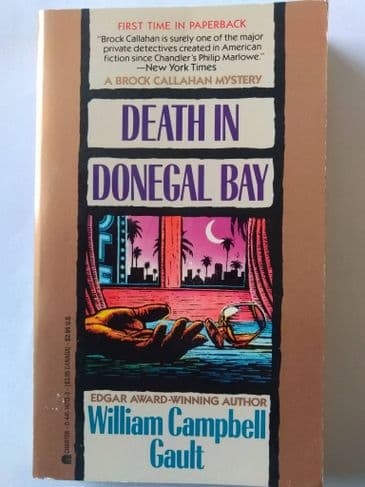 FIRST TIME IN PAPERBACK
"Brock Callahan is surely one of the major
private detectives created in American
fiction since Chandler's Philip Marlowe."
—New York Times
A BROCK CALLAHAN MYSTERY
DEATH IN
DONEGAL BAY
EDGAR AWARD-WINNING AUTHOR
William Campbell
Gault